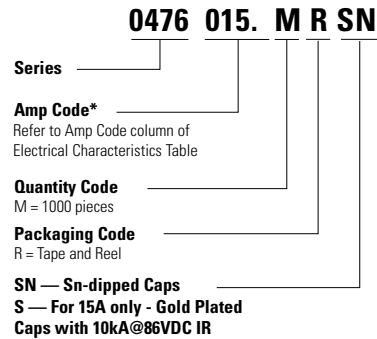 0476 015. M R SN
Series
Amp Code*
Refer to Amp Code column of
Electrical Characteristics Table
Quantity Code
M = 1000 pieces
Packaging Code
R = Tape and Reel
SN — Sn-dipped Caps
S — For 15A only - Gold Plated
Caps with 10kA@86VDC IR